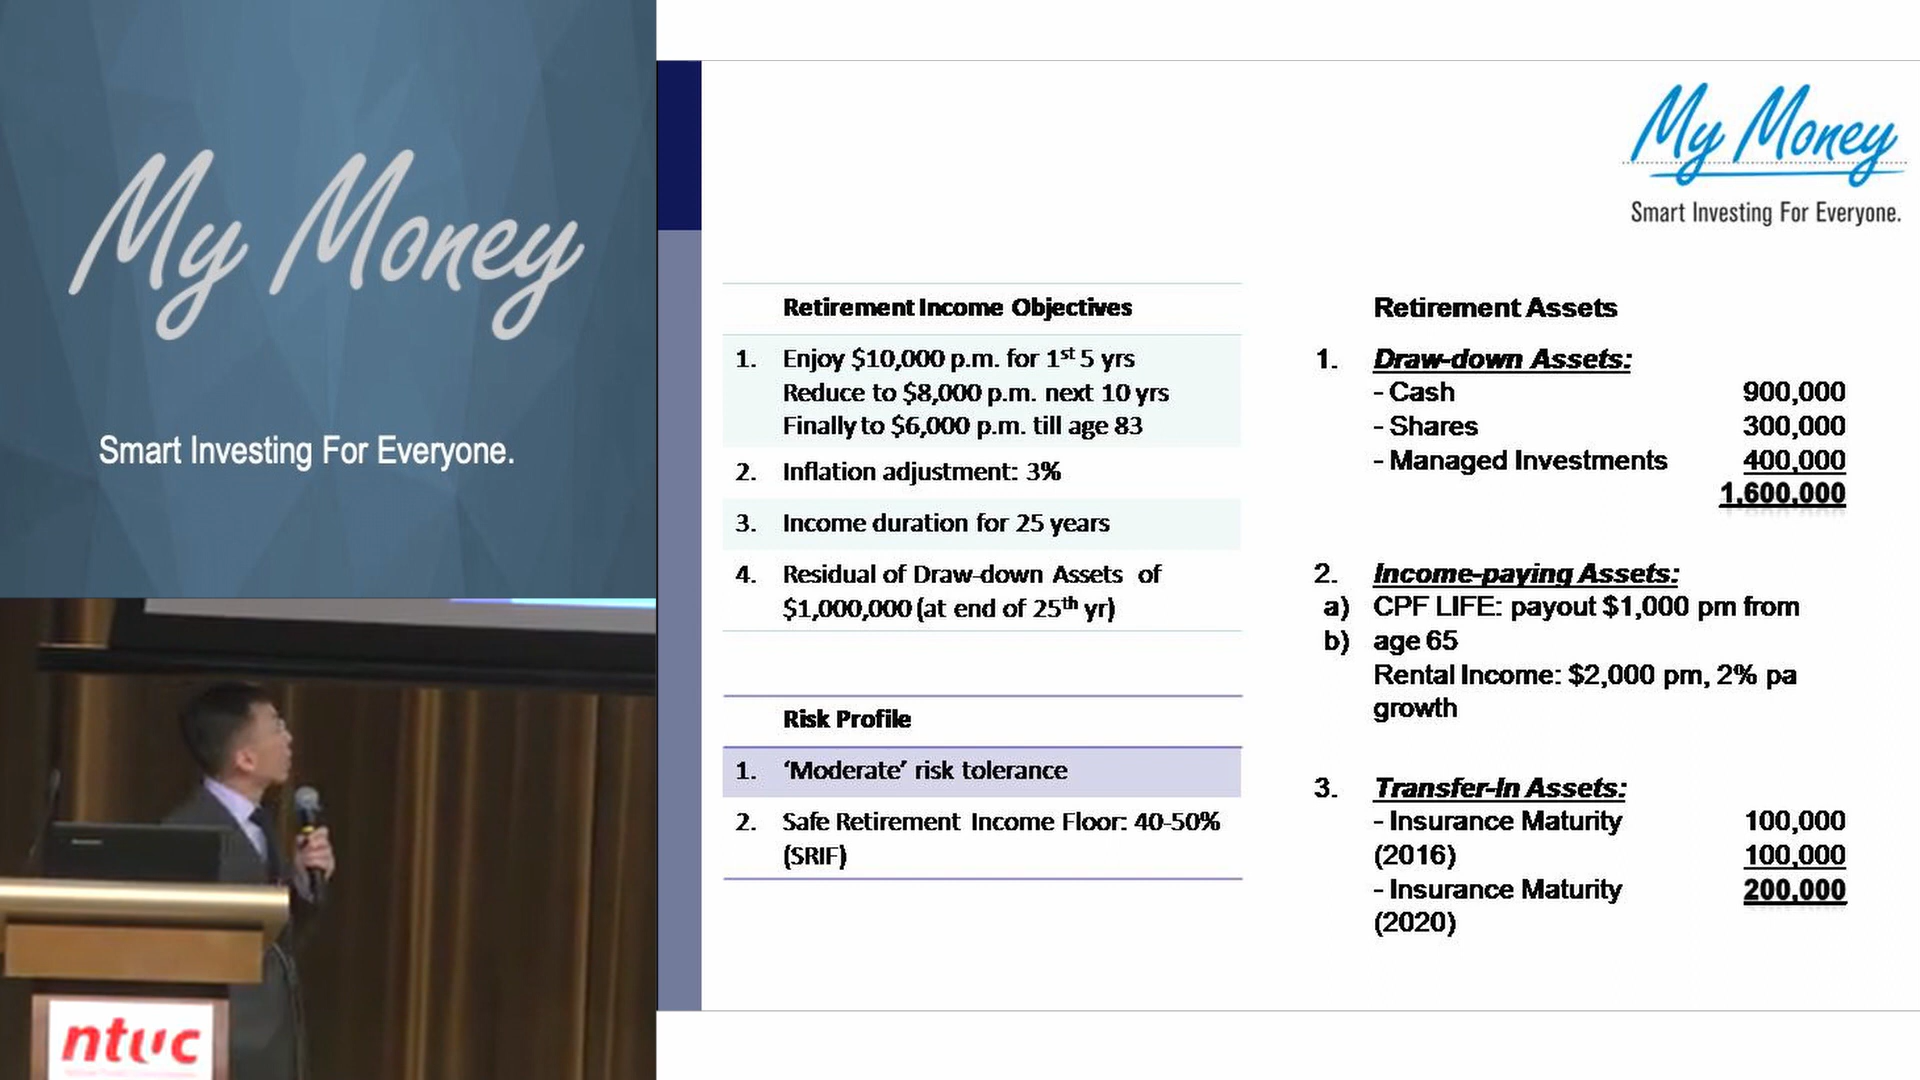 My Money
Smart Investing For Everyone.
ntuc
My Money
Smart Investing For Everyone.
Retirement Income Objectives
1. Enjoy $10,000 p.m. for 1st 5 yrs
Reduce to $8,000 p.m. next 10 yrs
Finally to $6,000 p.m. till age 83
2. Inflation adjustment: 3%
3. Income duration for 25 years
4. Residual of Draw-down Assets of
$1,000,000 (at end of 25th yr)
Risk Profile
1. ‘Moderate’ risk tolerance
2. Safe Retirement Income Floor: 40-50%
(SRIF)
Retirement Assets
1. Draw-down Assets:
- Cash 900,000
- Shares 300,000
- Managed Investments 400,000
1,600,000
2. Income-paying Assets:
a) CPF LIFE: payout $1,000 pm from
b) age 65
Rental Income: $2,000 pm, 2% pa
growth
3. Transfer-In Assets:
- Insurance Maturity 100,000
(2016) 100,000
- Insurance Maturity 200,000
(2020)